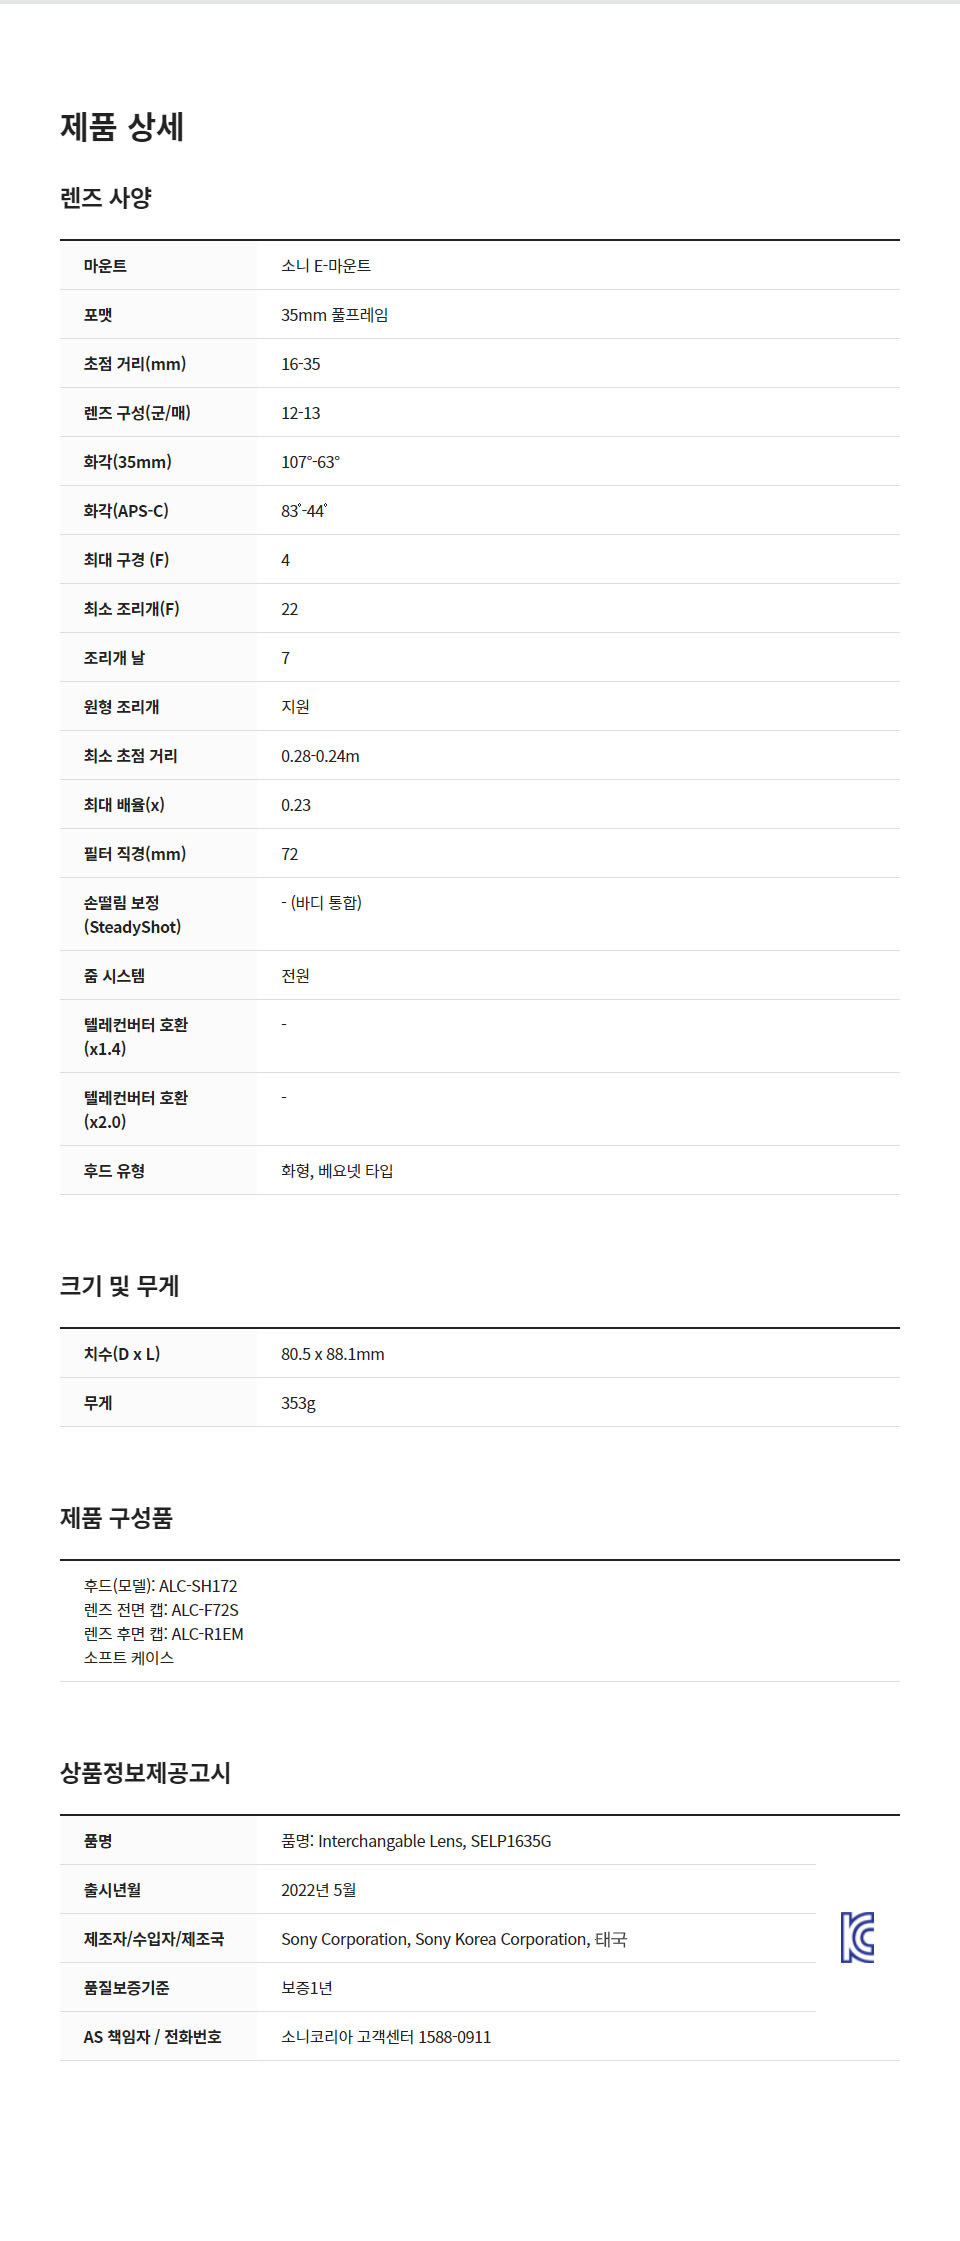 제품 상세
렌즈 사양
마운트 소니 E-마운트
포맷 35mm 풀프레임
초점 거리(mm) 16-35
렌즈 구성(군/매) 12-13
화각(35mm) 107°-63°
화각(APS-C) 83˚-44˚
최대 구경 (F) 4
최소 조리개(F) 22
조리개 날 7
원형 조리개 지원
최소 초점 거리 0.28-0.24m
최대 배율(x) 0.23
필터 직경(mm) 72
손떨림 보정 - (바디 통합)
(SteadyShot)
줌 시스템 전원
텔레컨버터 호환 -
(x1.4)
텔레컨버터 호환 -
(x2.0)
후드 유형 화형, 베요넷 타입
크기 및 무게
치수(D x L) 80.5 x 88.1mm
무게 353g
제품 구성품
후드(모델): ALC-SH172
렌즈 전면 캡: ALC-F72S
렌즈 후면 캡: ALC-R1EM
소프트 케이스
상품정보제공고시
품명 품명: Interchangable Lens, SELP1635G
출시년월 2022년 5월
제조자/수입자/제조국 Sony Corporation, Sony Korea Corporation, 태국
품질보증기준 보증1년
AS 책임자 / 전화번호 소니코리아 고객센터 1588-0911